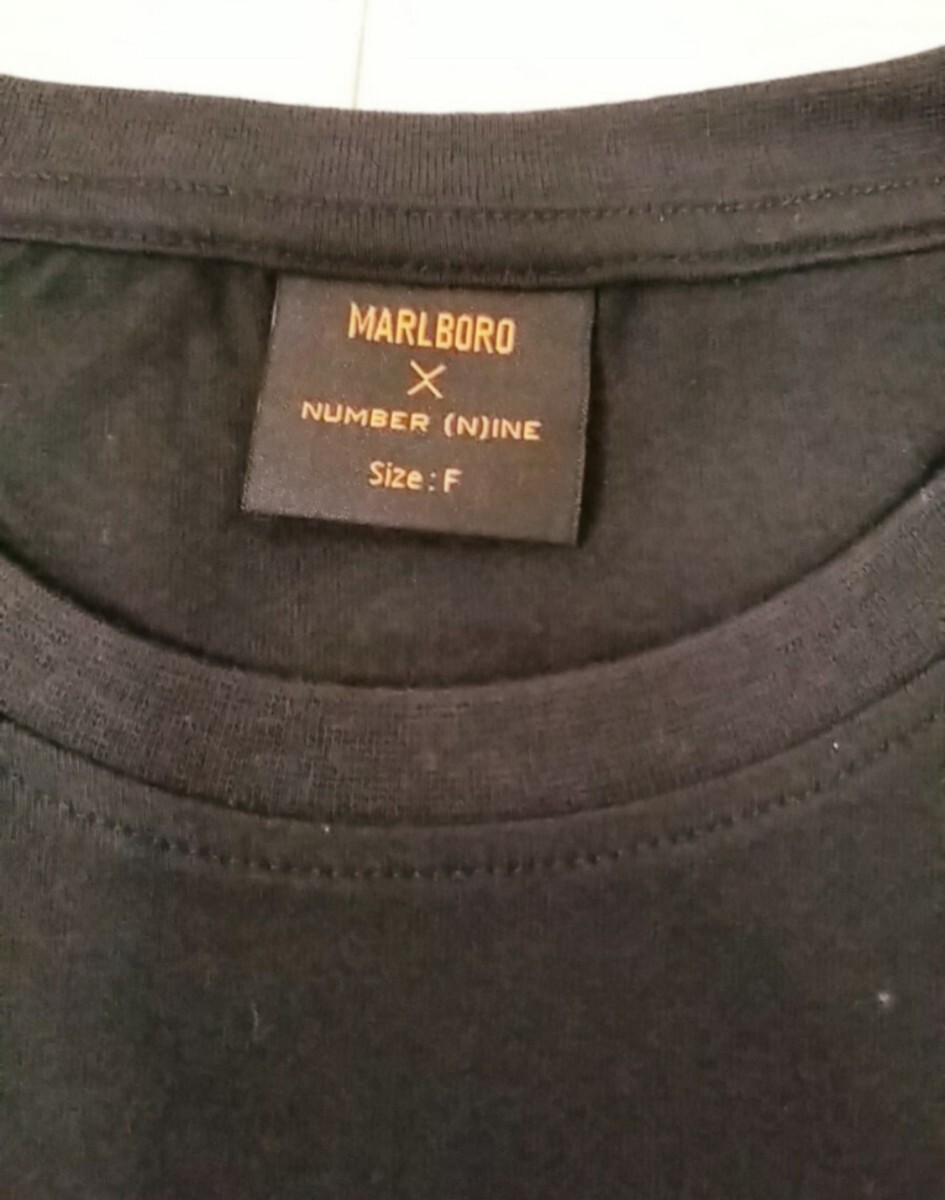 MARLBORO
X
NUMBER (N)INE
Size : F